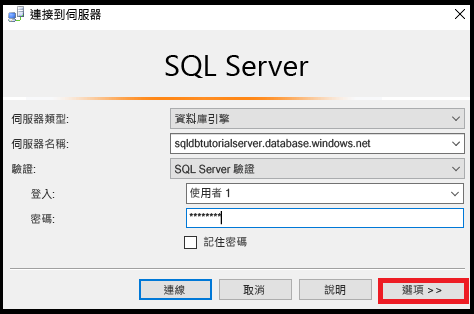 連接到伺服器
SQL Server
伺服器類型: 資料庫引擎
伺服器名稱: sqldbtutorialserver.database.windows.net
驗證: SQL Server 驗證
登入: 使用者 1
密碼: ********
記住密碼
連線 取消 說明 選項 >>